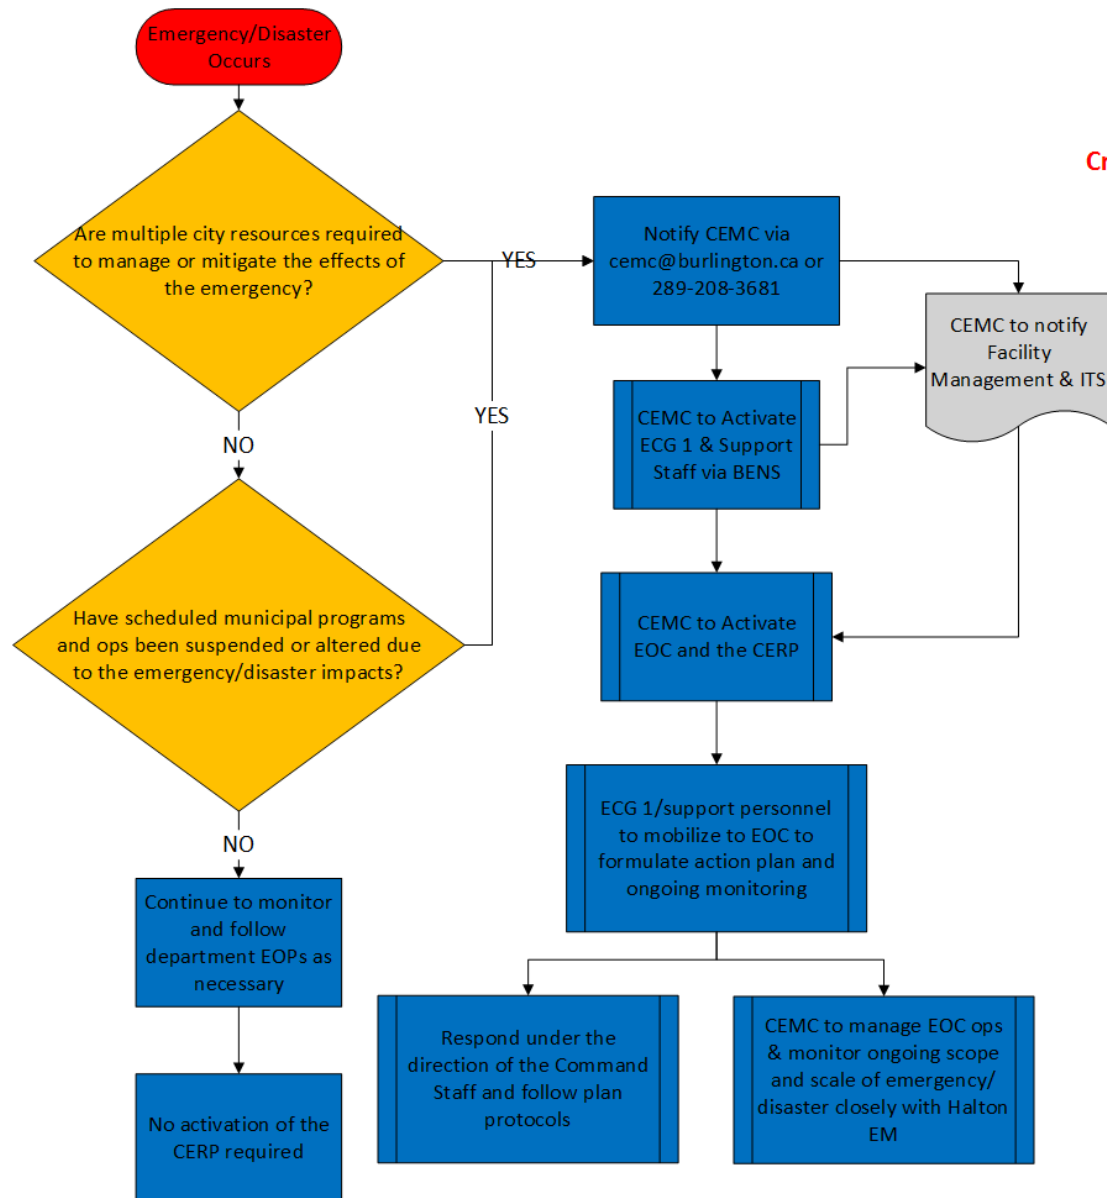 Emergency/Disaster
Occurs
Are multiple city resources required
to manage or mitigate the effects of
the emergency?
YES
Notify CEMC via
cemc@burlington.ca or
289-208-3681
Cr
CEMC to notify
Facility
Management & ITS
NO
YES
CEMC to Activate
ECG 1 & Support
Staff via BENS
Have scheduled municipal programs
and ops been suspended or altered due
to the emergency/disaster impacts?
CEMC to Activate
EOC and the CERP
NO
ECG 1/support personnel
to mobilize to EOC to
formulate action plan and
ongoing monitoring
Continue to monitor
and follow
department EOPs as
necessary
Respond under the
direction of the Command
Staff and follow plan
protocols
CEMC to manage EOC ops
& monitor ongoing scope
and scale of emergency/
disaster closely with Halton
EM
No activation of the
CERP required